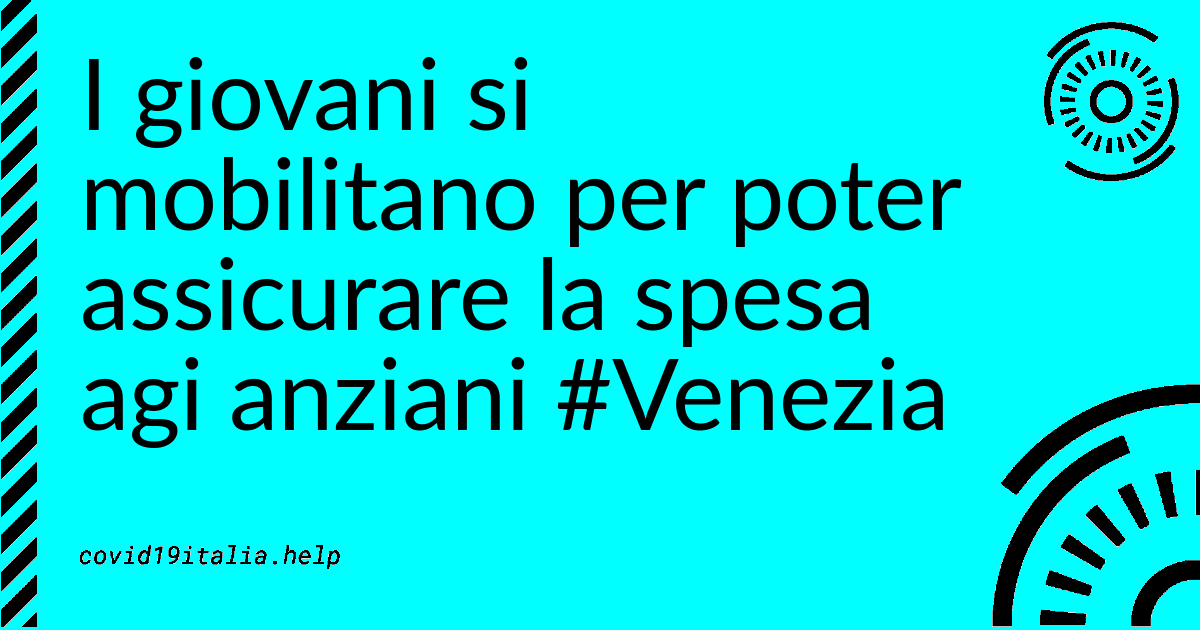 I giovani si
mobilitano per poter
assicurare la spesa
agi anziani #Venezia
covid19italia.help